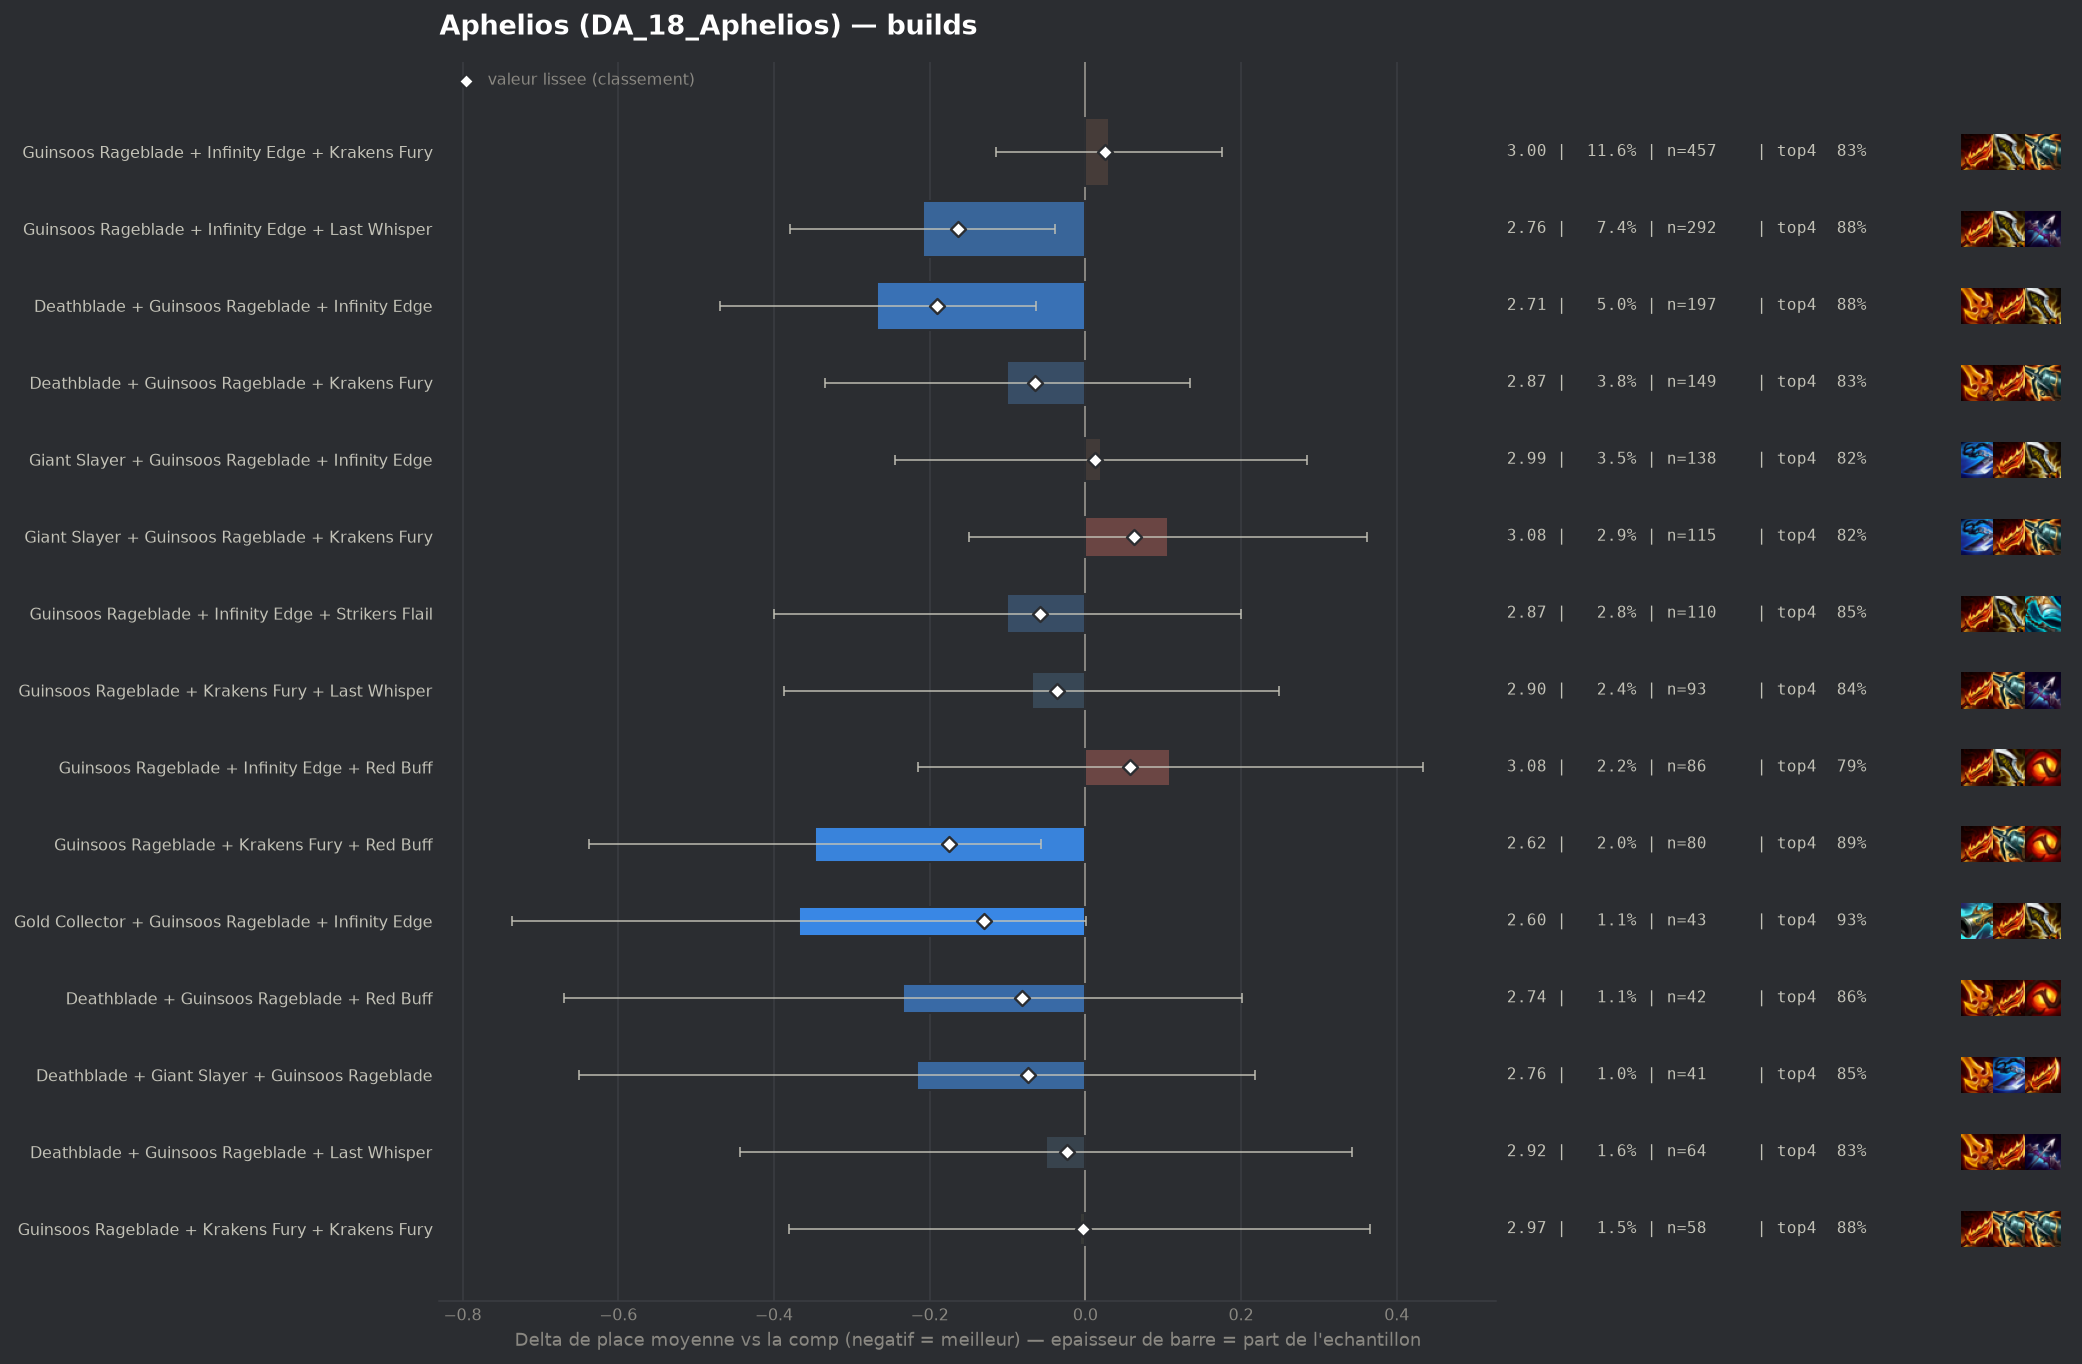 Aphelios (DA_18_Aphelios) — builds
valeur lissee (classement)
Guinsoos Rageblade + Infinity Edge + Krakens Fury 3.00 | 11.6% | n=457 | top4 83%
Guinsoos Rageblade + Infinity Edge + Last Whisper 2.76 | 7.4% | n=292 | top4 88%
Deathblade + Guinsoos Rageblade + Infinity Edge 2.71 | 5.0% | n=197 | top4 88%
Deathblade + Guinsoos Rageblade + Krakens Fury 2.87 | 3.8% | n=149 | top4 83%
Giant Slayer + Guinsoos Rageblade + Infinity Edge 2.99 | 3.5% | n=138 | top4 82%
Giant Slayer + Guinsoos Rageblade + Krakens Fury 3.08 | 2.9% | n=115 | top4 82%
Guinsoos Rageblade + Infinity Edge + Strikers Flail 2.87 | 2.8% | n=110 | top4 85%
Guinsoos Rageblade + Krakens Fury + Last Whisper 2.90 | 2.4% | n=93 | top4 84%
Guinsoos Rageblade + Infinity Edge + Red Buff 3.08 | 2.2% | n=86 | top4 79%
Guinsoos Rageblade + Krakens Fury + Red Buff 2.62 | 2.0% | n=80 | top4 89%
Gold Collector + Guinsoos Rageblade + Infinity Edge 2.60 | 1.1% | n=43 | top4 93%
Deathblade + Guinsoos Rageblade + Red Buff 2.74 | 1.1% | n=42 | top4 86%
Deathblade + Giant Slayer + Guinsoos Rageblade 2.76 | 1.0% | n=41 | top4 85%
Deathblade + Guinsoos Rageblade + Last Whisper 2.92 | 1.6% | n=64 | top4 83%
Guinsoos Rageblade + Krakens Fury + Krakens Fury 2.97 | 1.5% | n=58 | top4 88%
−0.8 −0.6 −0.4 −0.2 0.0 0.2 0.4
Delta de place moyenne vs la comp (negatif = meilleur) — epaisseur de barre = part de l'echantillon